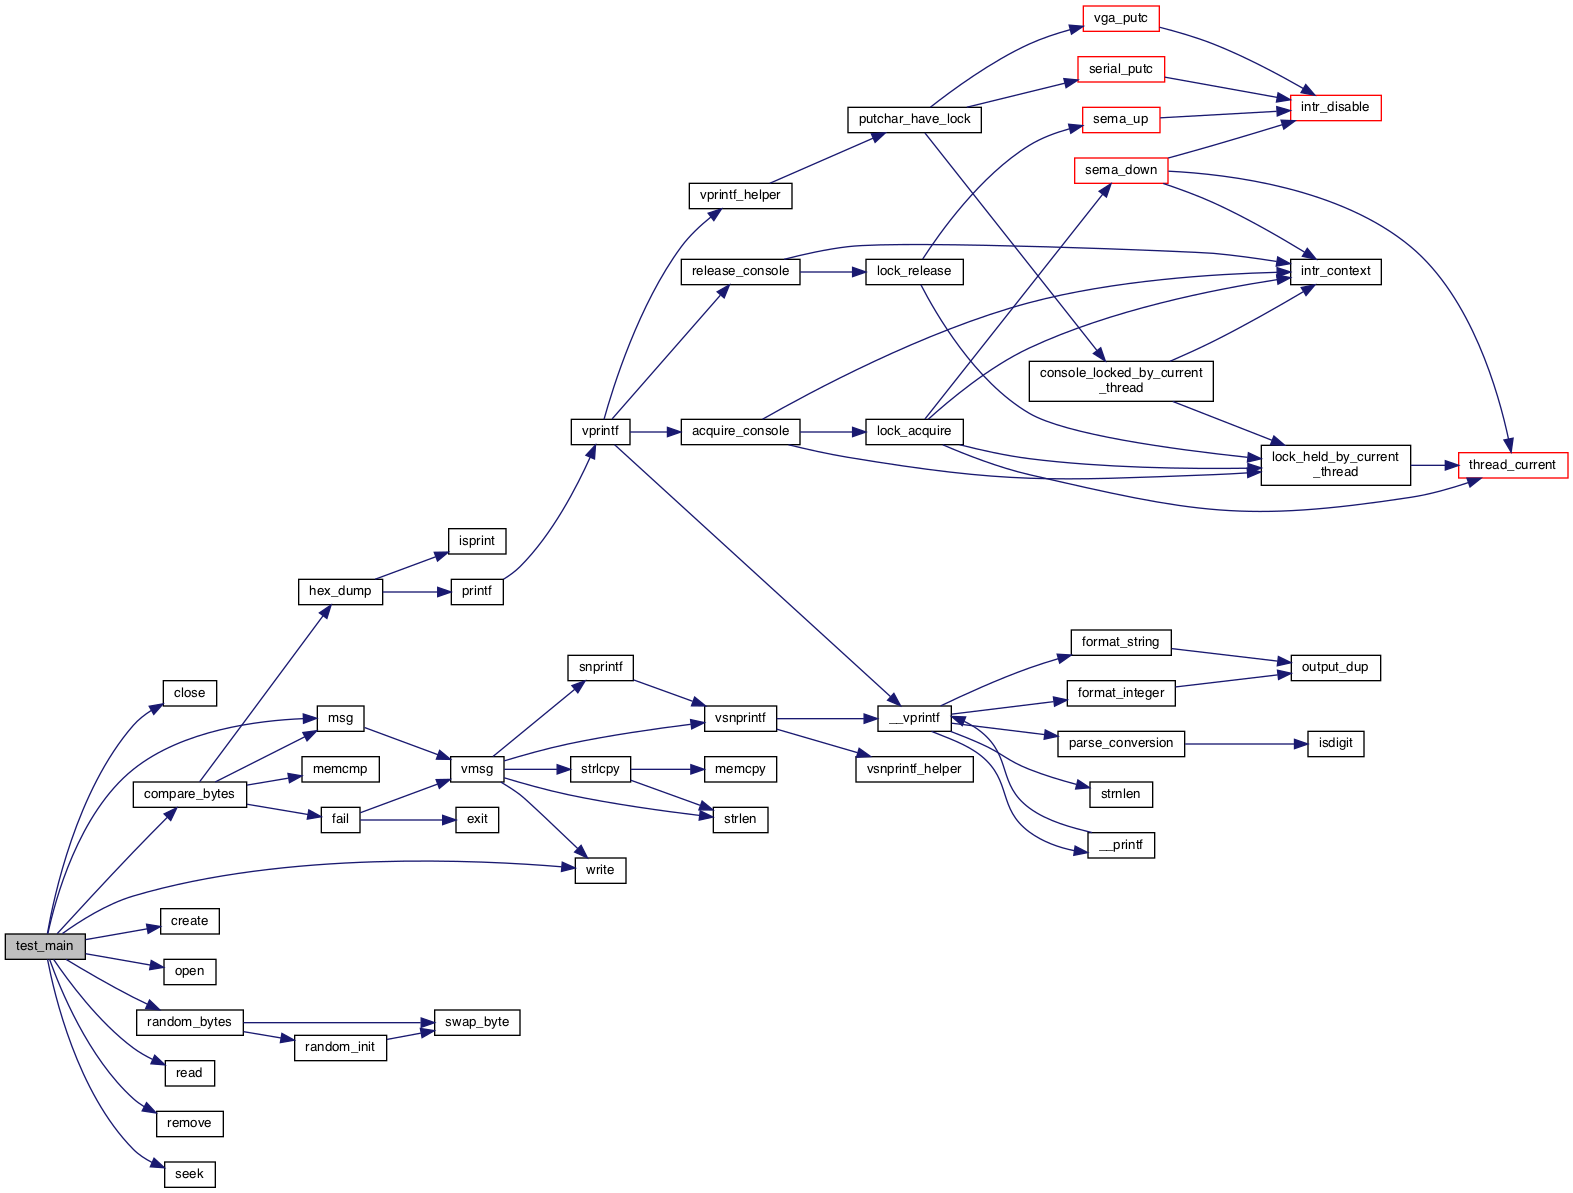 vga_putc
serial_putc
intr_disable
putchar_have_lock
sema_up
sema_down
vprintf_helper
release_console
lock_release
intr_context
console_locked_by_current
_thread
vprintf
acquire_console
lock_acquire
lock_held_by_current
_thread
thread_current
isprint
hex_dump
printf
format_string
snprintf
output_dup
close
format_integer
msg
vsnprintf
__vprintf
parse_conversion
isdigit
memcmp
vmsg
strlcpy
memcpy
vsnprintf_helper
compare_bytes
strnlen
fail
exit
strlen
__printf
write
create
test_main
open
random_bytes
swap_byte
random_init
read
remove
seek